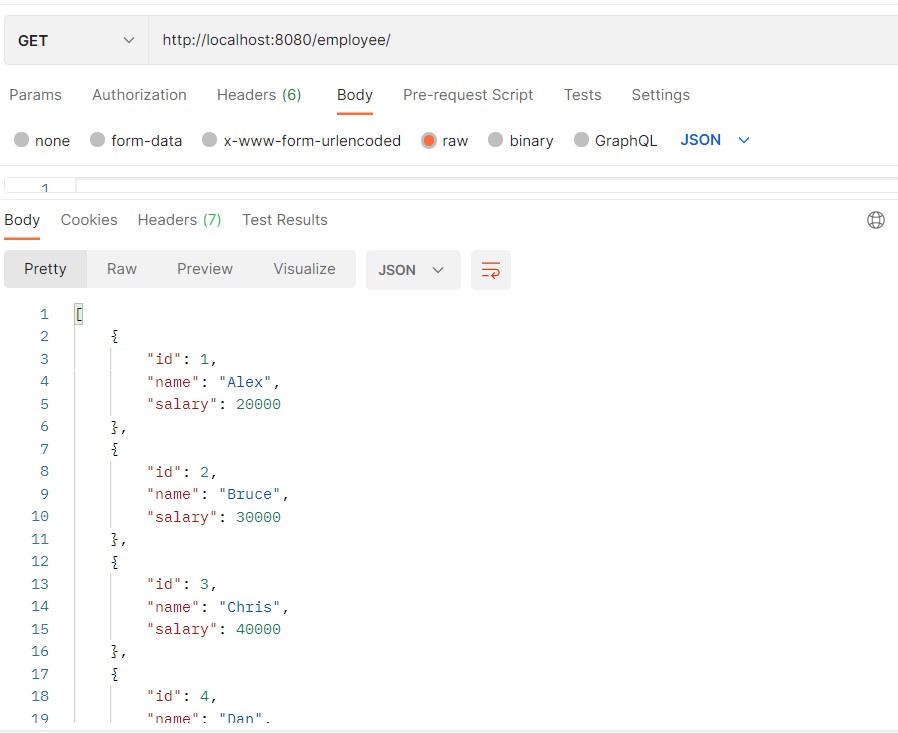 GET http://localhost:8080/employee/
Params Authorization Headers (6) Body Pre-request Script Tests Settings
none form-data x-www-form-urlencoded raw binary GraphQL JSON
1
Body Cookies Headers (7) Test Results
Pretty Raw Preview Visualize JSON
1 [
2 {
3 "id": 1,
4 "name": "Alex",
5 "salary": 20000
6 },
7 {
8 "id": 2,
9 "name": "Bruce",
10 "salary": 30000
11 },
12 {
13 "id": 3,
14 "name": "Chris",
15 "salary": 40000
16 },
17 {
18 "id": 4,
19 "name": "Dan",